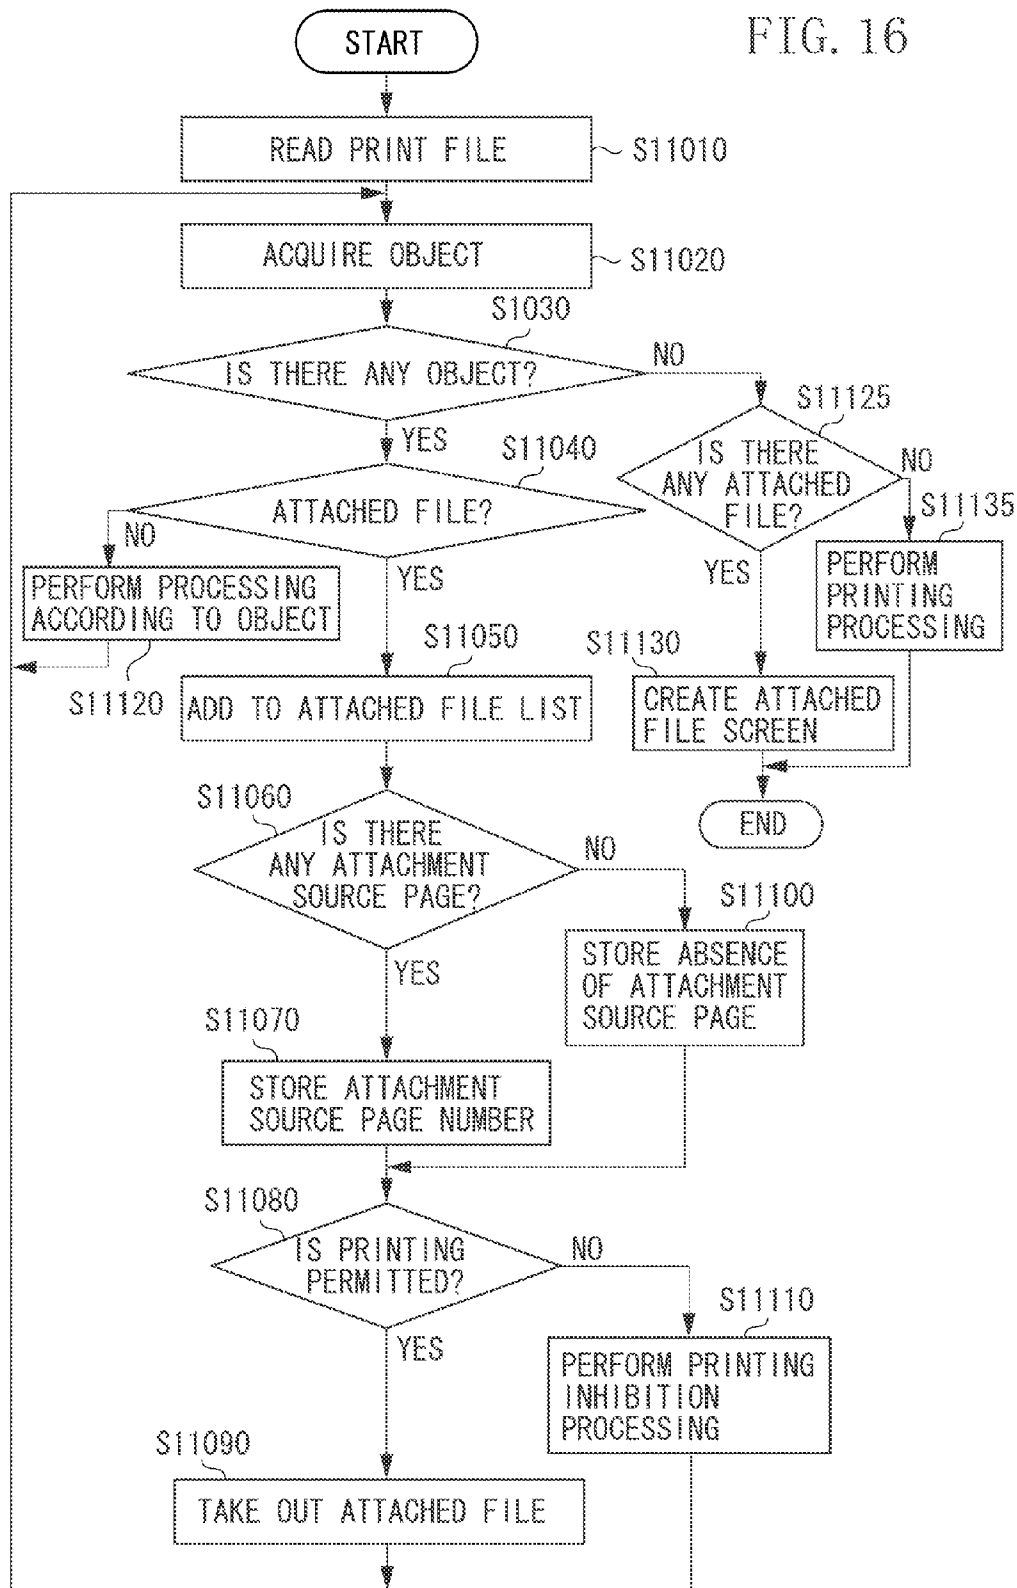 FIG. 16
START
READ PRINT FILE
S11010
ACQUIRE OBJECT
S11020
S1030
IS THERE ANY OBJECT?
NO
YES
S11125
IS THERE
ANY ATTACHED
FILE?
NO
YES
S11040
ATTACHED FILE?
NO
YES
S11135
PERFORM
PRINTING
PROCESSING
PERFORM PROCESSING
ACCORDING TO OBJECT
S11120
S11050
ADD TO ATTACHED FILE LIST
S11130
CREATE ATTACHED
FILE SCREEN
END
S11060
IS THERE
ANY ATTACHMENT
SOURCE PAGE?
NO
YES
S11100
STORE ABSENCE
OF ATTACHMENT
SOURCE PAGE
S11070
STORE ATTACHMENT
SOURCE PAGE NUMBER
S11080
IS PRINTING
PERMITTED?
NO
YES
S11110
PERFORM PRINTING
INHIBITION
PROCESSING
S11090
TAKE OUT ATTACHED FILE